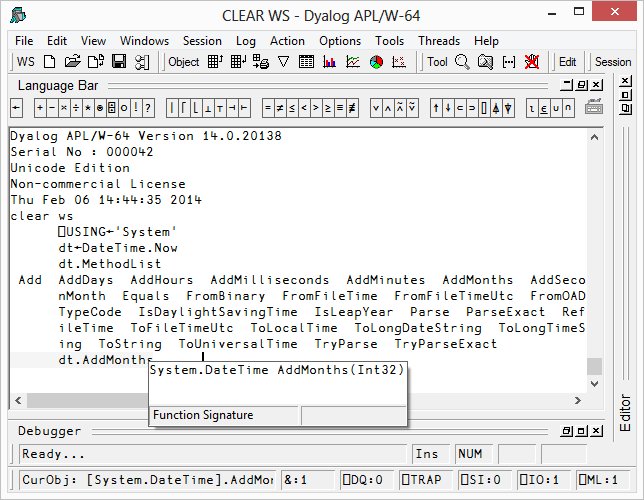 CLEAR WS - Dyalog APL/W-64
File Edit View Windows Session Log Action Options Tools Threads Help
WS Object Tool Edit Session
Language Bar
← + - × ÷ * ⍟ ⌹ ○ ! ? | ⌈ ⌊ ⊥ ⊤ ⊣ ⊢ = ≠ ≤ < > ≥ ≡ ≢ ∨ ∧ ⍲ ⍱ ↑ ↓ ⊂ ⊃ ⌷ ⍋ ⍒ ⍳ ∊ ∪ ∩
Dyalog APL/W-64 Version 14.0.20138
Serial No : 000042
Unicode Edition
Non-commercial License
Thu Feb 06 14:44:35 2014
clear ws
⎕USING←'System'
dt←DateTime.Now
dt.MethodList
Add AddDays AddHours AddMilliseconds AddMinutes AddMonths AddSeco
nMonth Equals FromBinary FromFileTime FromFileTimeUtc FromOAD
TypeCode IsDaylightSavingTime IsLeapYear Parse ParseExact Ref
ileTime ToFileTimeUtc ToLocalTime ToLongDateString ToLongTimeS
ing ToString ToUniversalTime TryParse TryParseExact
dt.AddMonths
System.DateTime AddMonths(Int32)
Function Signature
Editor
Debugger
Ready... Ins NUM
CurObj: [System.DateTime].AddMon &:1 ⎕DQ:0 ⎕TRAP ⎕SI:0 ⎕IO:1 ⎕ML:1